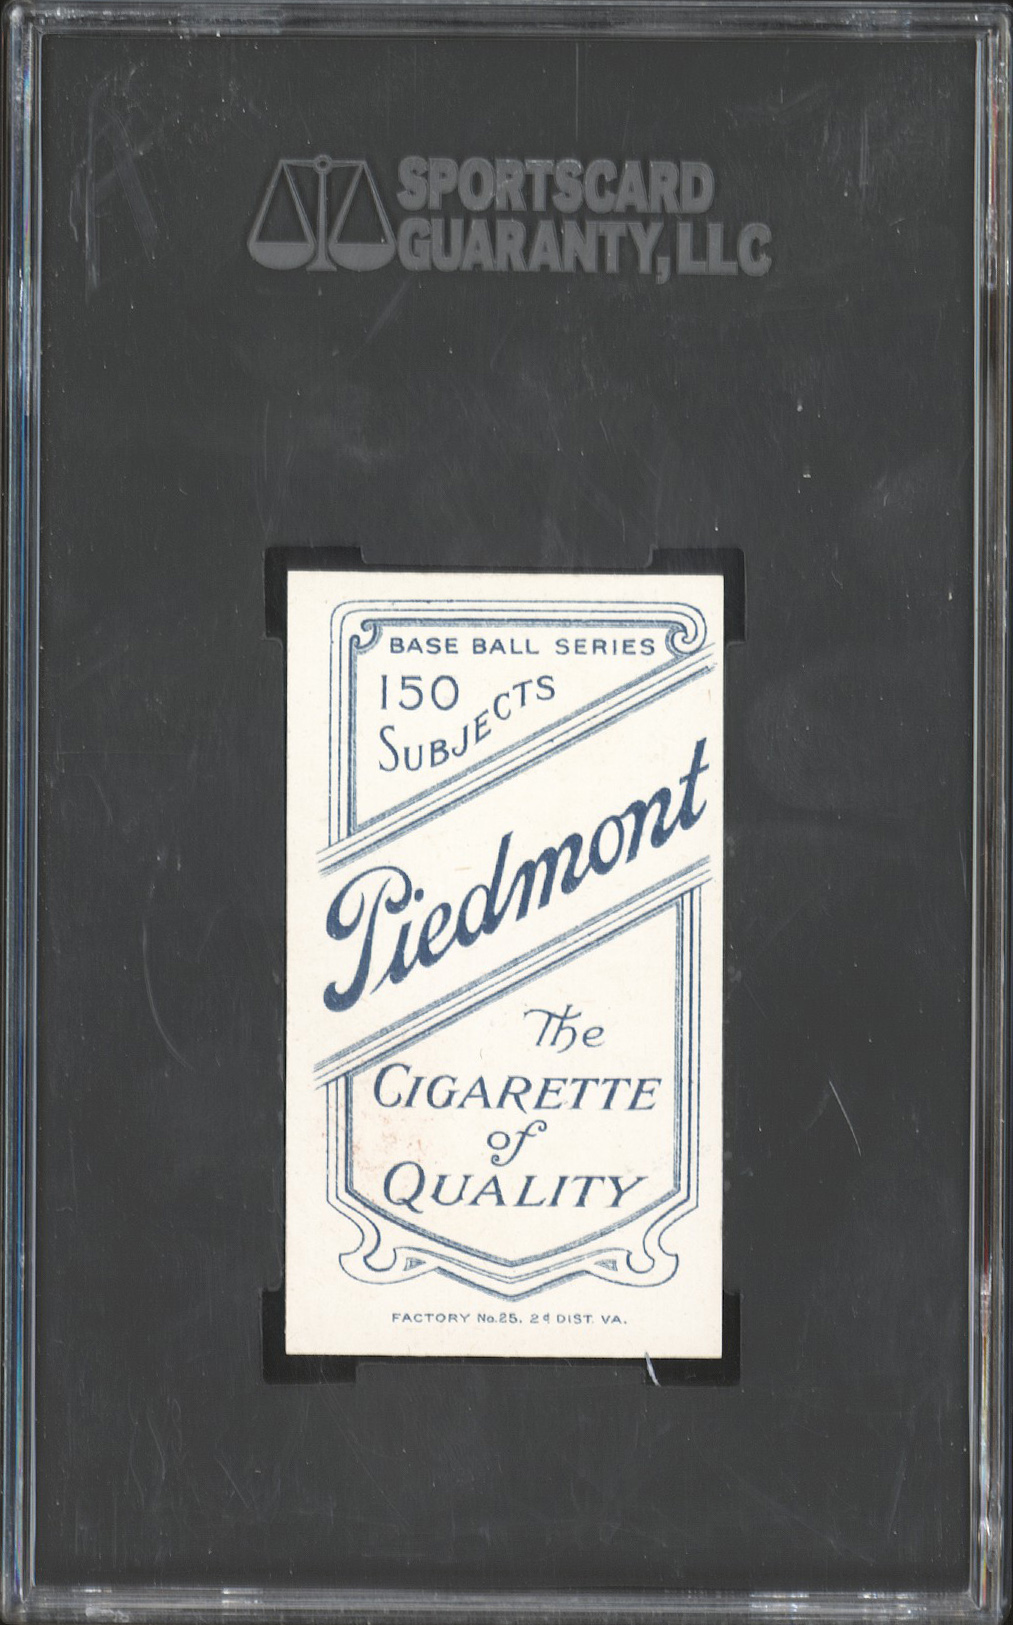 SPORTSCARD
GUARANTY, LLC
BASE BALL SERIES
150
SUBJECTS
Piedmont
The
CIGARETTE
of
QUALITY
FACTORY No.25. 2d DIST. VA.